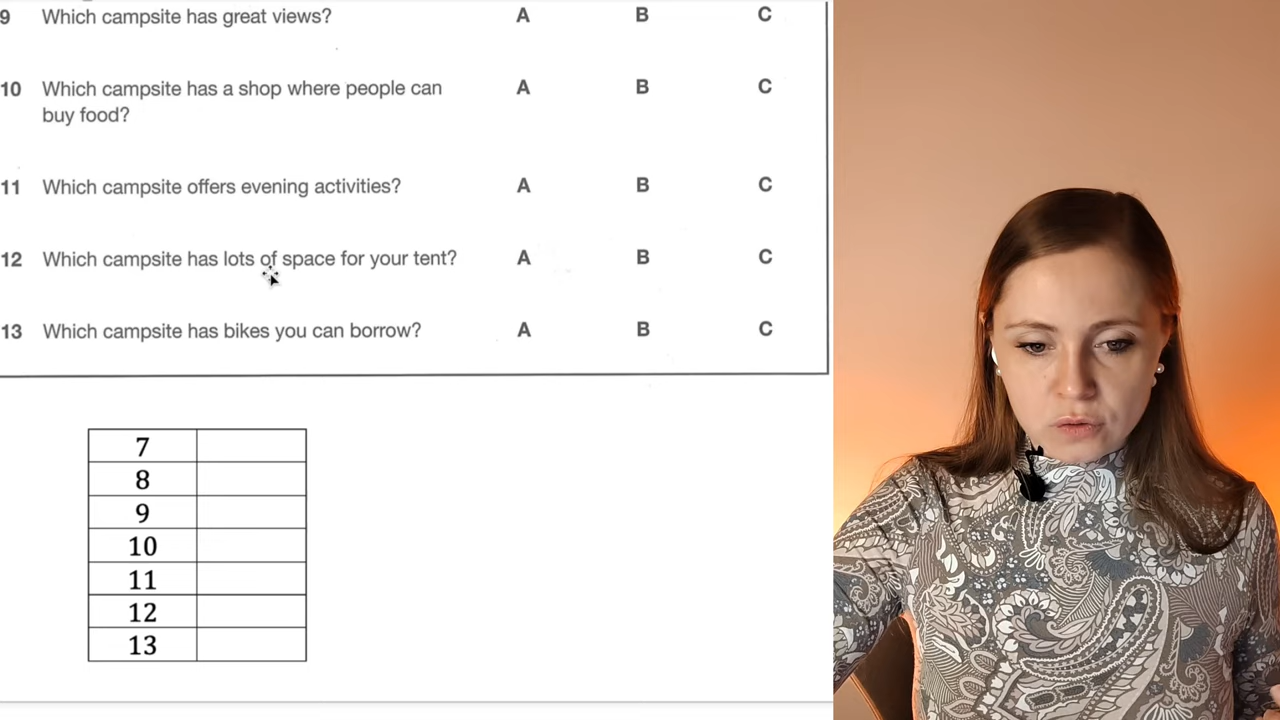 9 Which campsite has great views? A B C
10 Which campsite has a shop where people can A B C
buy food?
11 Which campsite offers evening activities? A B C
12 Which campsite has lots of space for your tent? A B C
13 Which campsite has bikes you can borrow? A B C
7
8
9
10
11
12
13